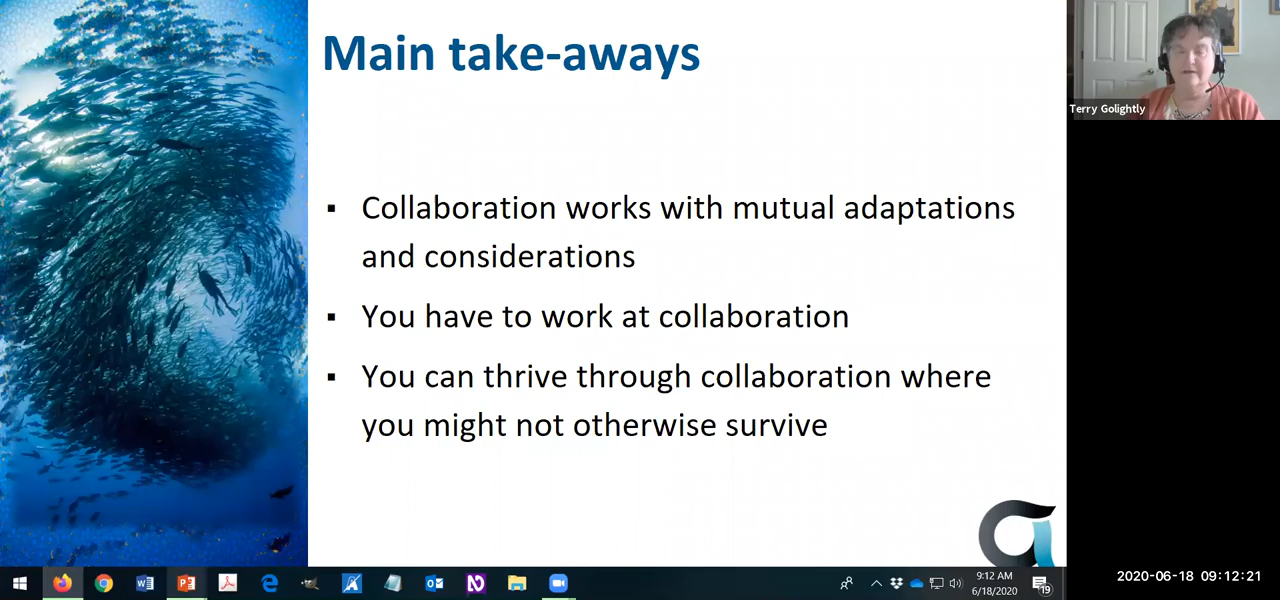 Main take-aways
Terry Golightly
▪ Collaboration works with mutual adaptations
and considerations
▪ You have to work at collaboration
▪ You can thrive through collaboration where
you might not otherwise survive
9:12 AM
6/18/2020
19
2020-06-18 09:12:21